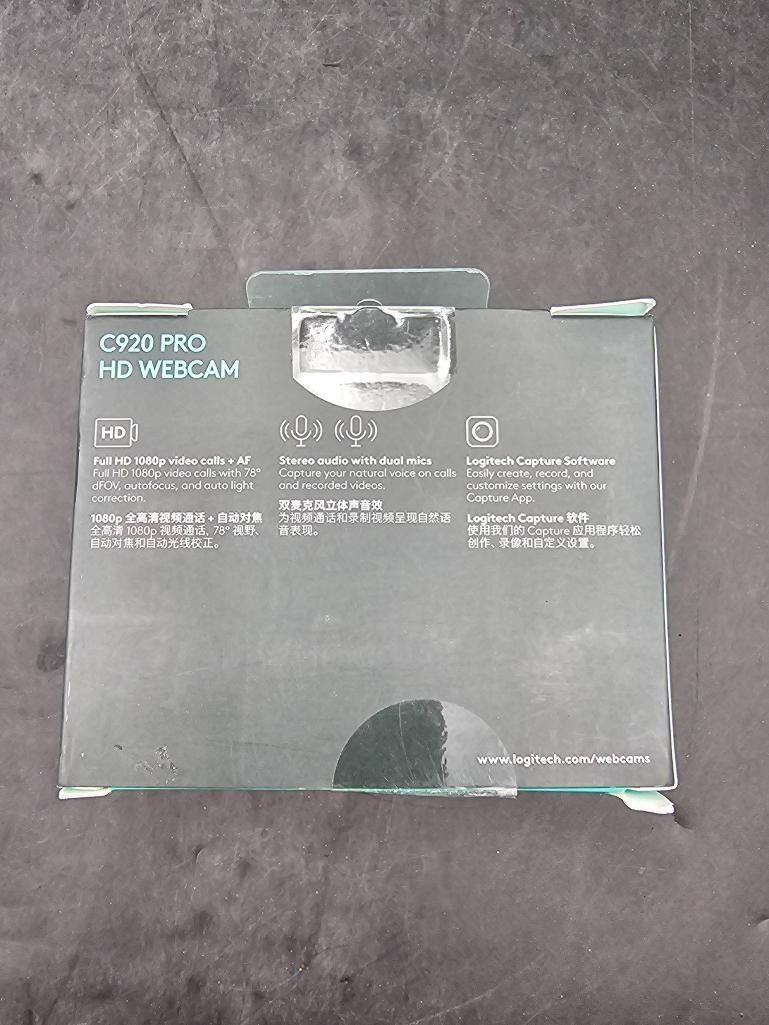 C920 PRO
HD WEBCAM
HD
Full HD 1080p video calls + AF
Full HD 1080p video calls with 78°
dFOV, autofocus, and auto light
correction.
1080p 全高清视频通话 + 自动对焦
全高清 1080p 视频通话, 78° 视野、
自动对焦和自动光线校正。
Stereo audio with dual mics
Capture your natural voice on calls
and recorded videos.
双麦克风立体声音效
为视频通话和录制视频呈现自然语
音表现。
Logitech Capture Software
Easily create, record, and
customize settings with our
Capture App.
Logitech Capture 软件
使用我们的 Capture 应用程序轻松
创作、录像和自定义设置。
www.logitech.com/webcams